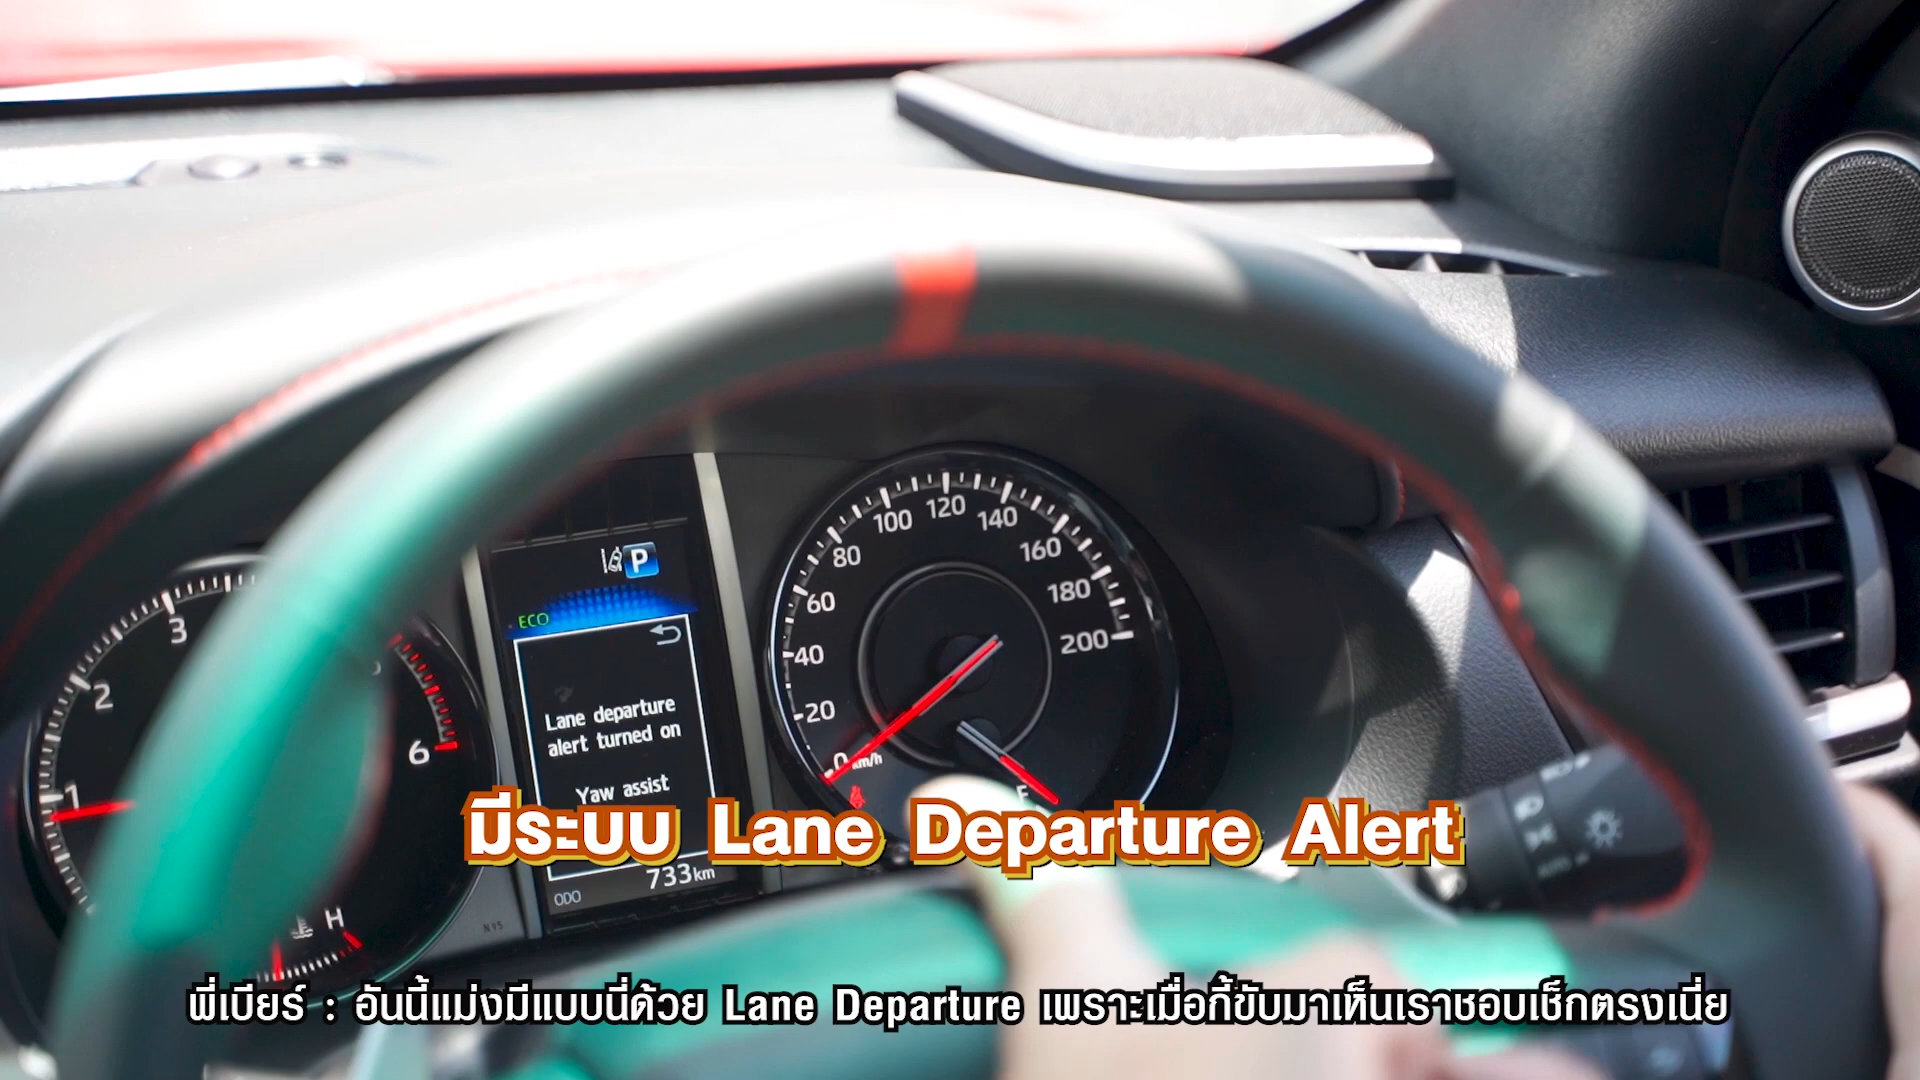 P
ECO
Lane departure
alert turned on
Yaw assist
733km
ODO
1
2
3
6
H
N95
0 km/h
20
40
60
80
100
120
140
160
180
200
F
AUTO
มีระบบ Lane Departure Alert
พี่เบียร์ : อันนี้แม่งมีแบบนี่ด้วย Lane Departure เพราะเมื่อกี้ขับมาเห็นเราชอบเช็กตรงเนี่ย